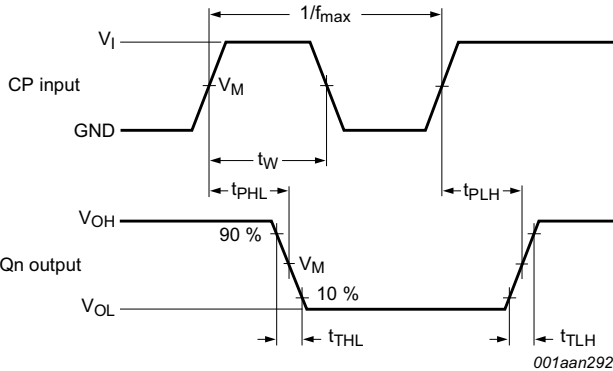 1/fmax
VI
CP input
VM
GND
tW
tPHL
tPLH
VOH
90 %
Qn output
VM
10 %
VOL
tTHL
tTLH
001aan292